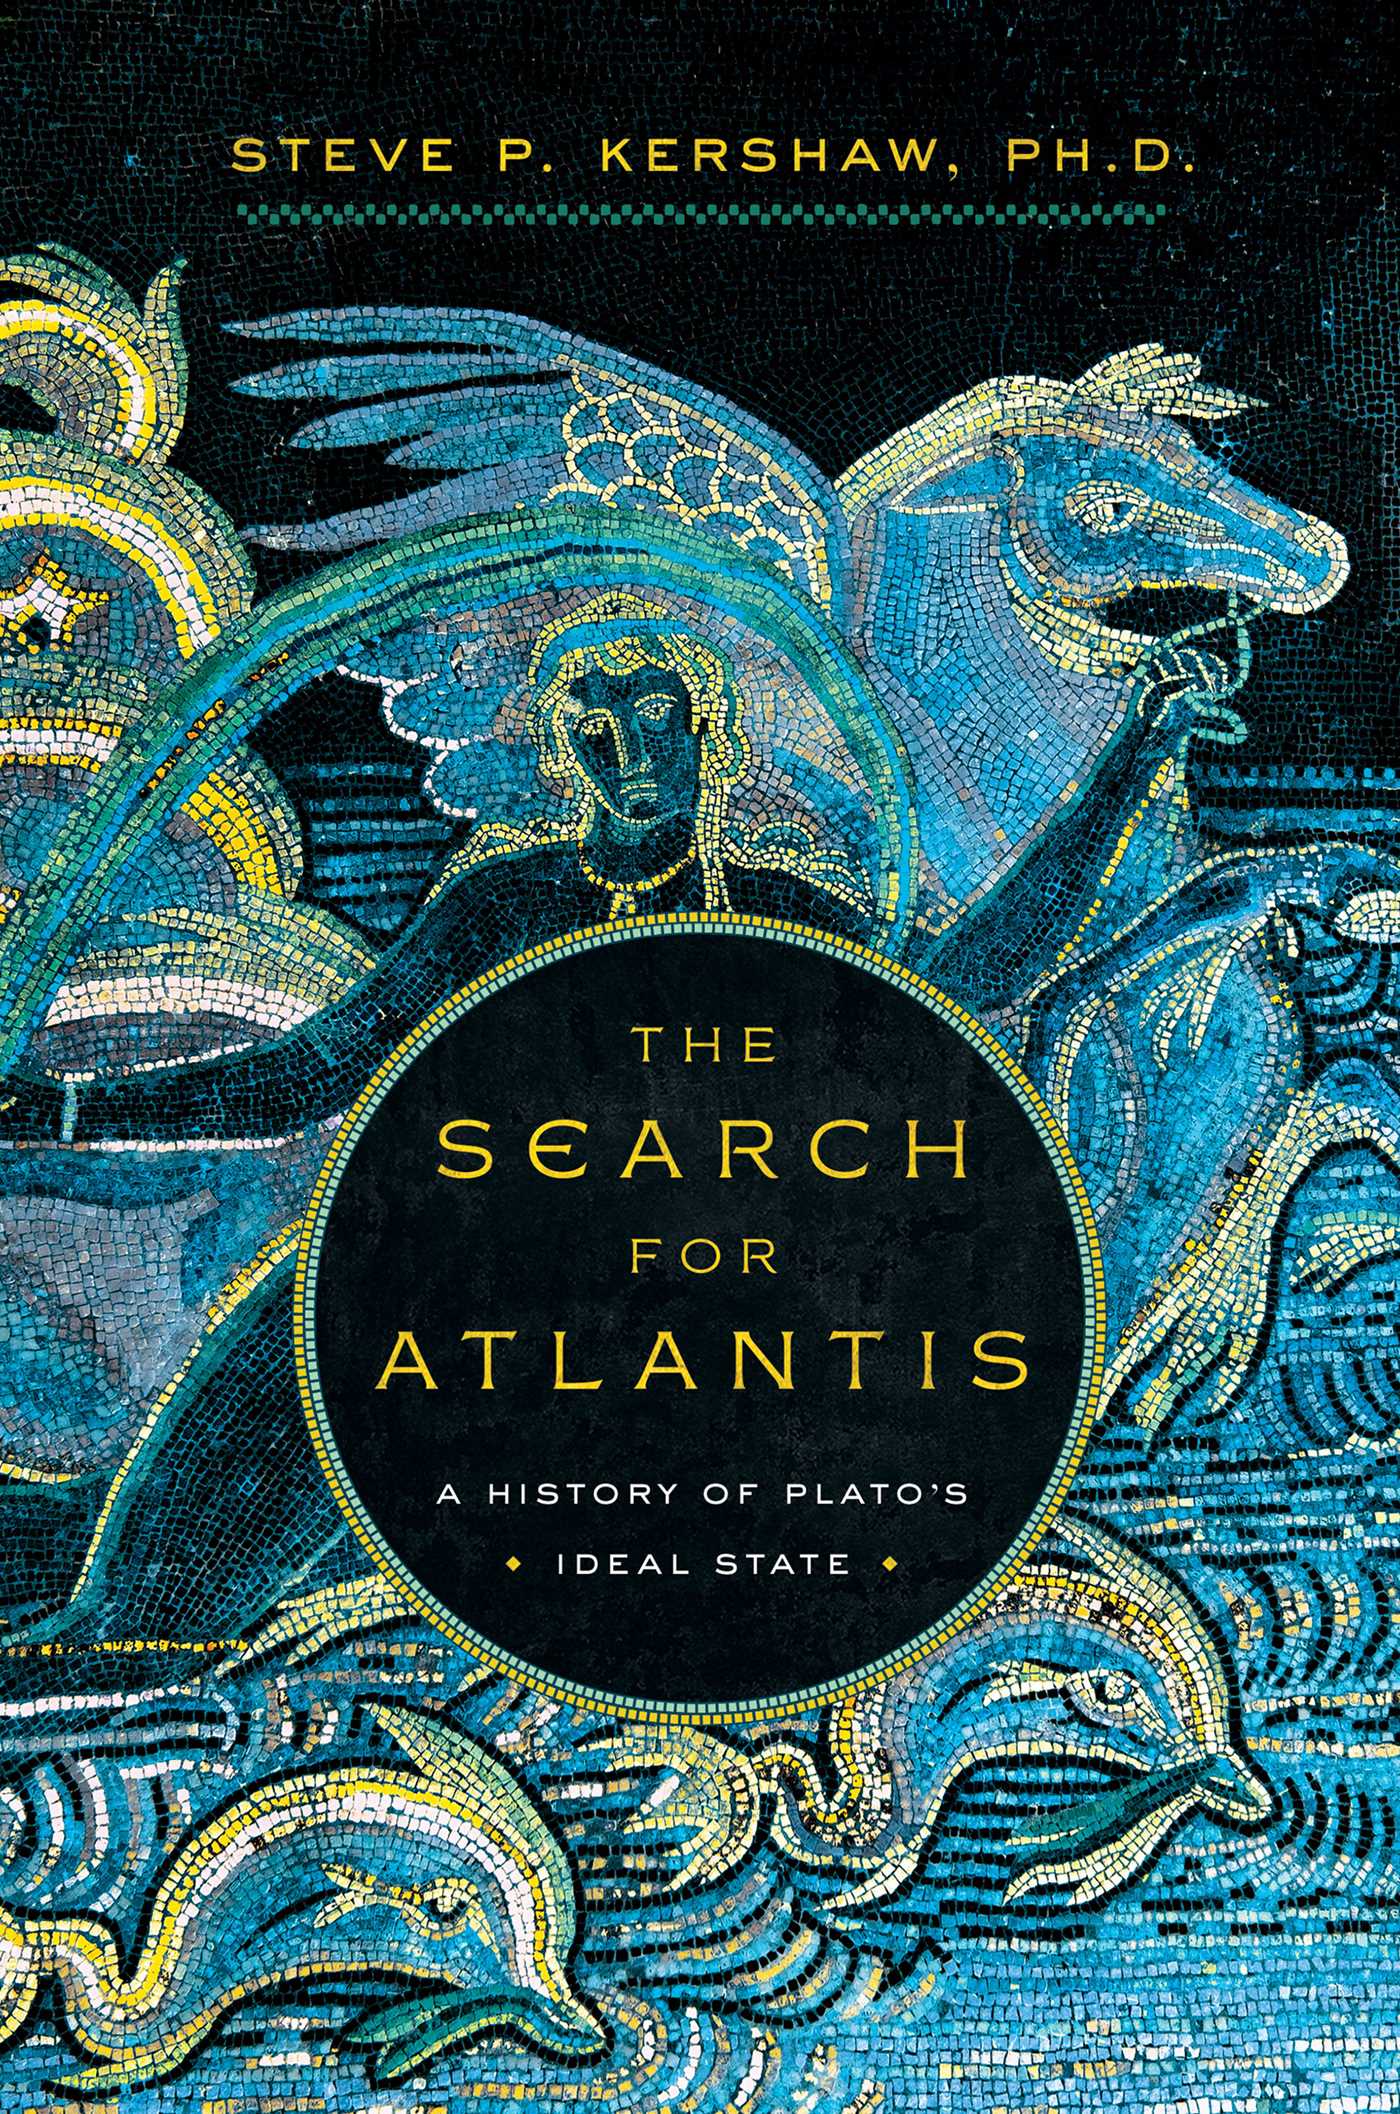 STEVE P. KERSHAW, PH.D.
THE
SEARCH
FOR
ATLANTIS
A HISTORY OF PLATO'S
IDEAL STATE